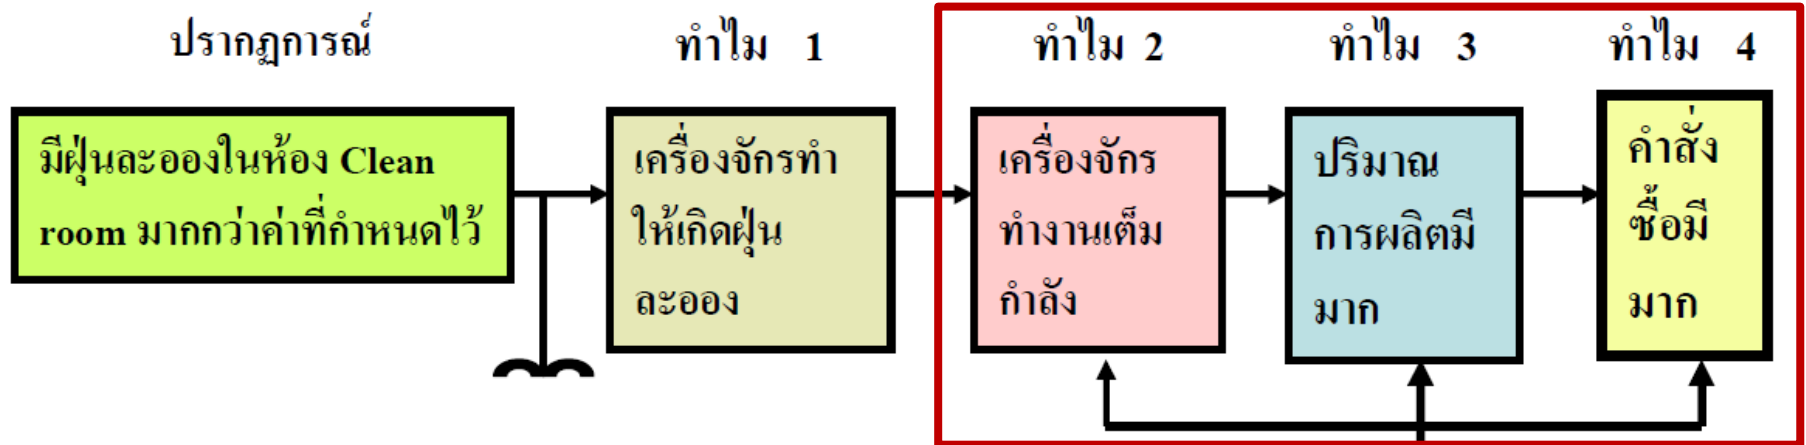 ปรากฏการณ์
ทำไม 1
ทำไม 2
ทำไม 3
ทำไม 4
มีฝุ่นละอองในห้อง Clean
room มากกว่าค่าที่กำหนดไว้
เครื่องจักรทำ
ให้เกิดฝุ่น
ละออง
เครื่องจักร
ทำงานเต็ม
กำลัง
ปริมาณ
การผลิตมี
มาก
คำสั่ง
ซื้อมี
มาก